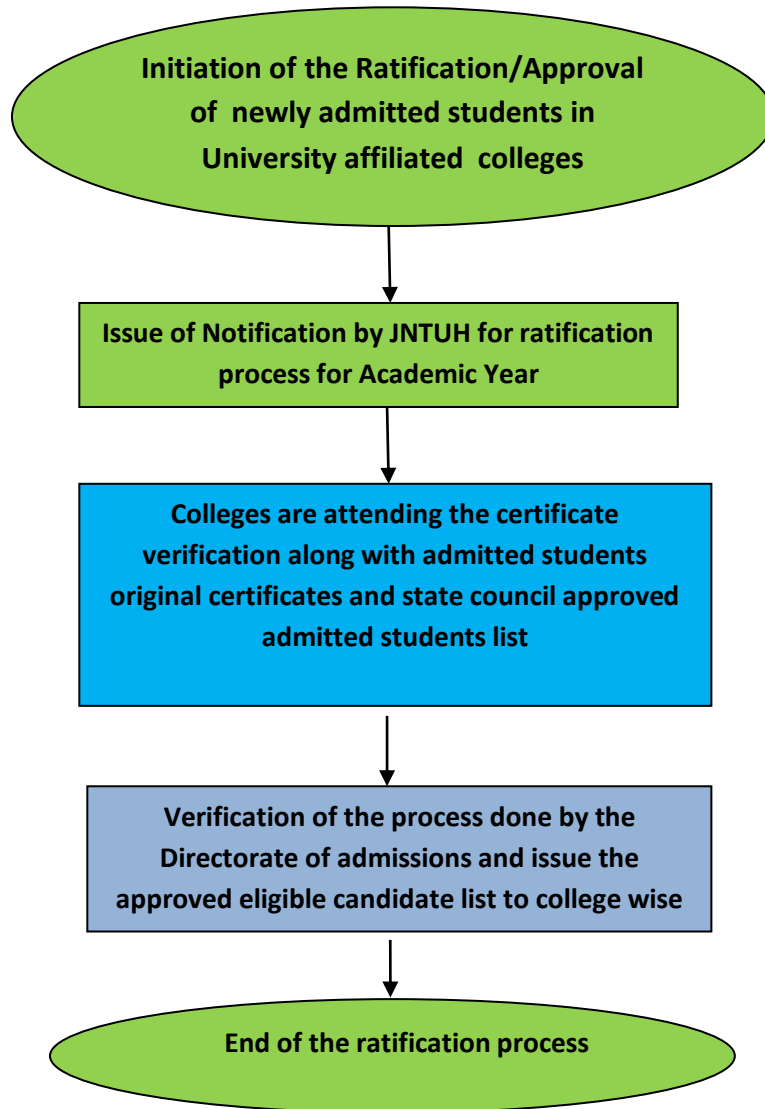 Initiation of the Ratification/Approval
of newly admitted students in
University affiliated colleges
Issue of Notification by JNTUH for ratification
process for Academic Year
Colleges are attending the certificate
verification along with admitted students
original certificates and state council approved
admitted students list
Verification of the process done by the
Directorate of admissions and issue the
approved eligible candidate list to college wise
End of the ratification process